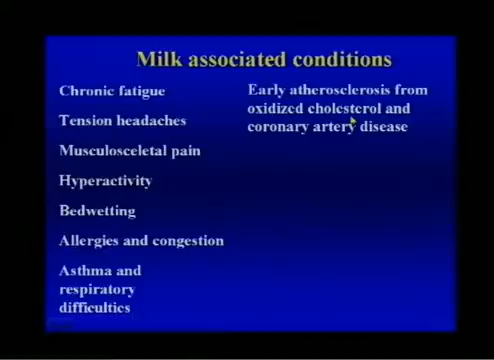 Milk associated conditions
Chronic fatigue
Tension headaches
Musculosceletal pain
Hyperactivity
Bedwetting
Allergies and congestion
Asthma and
respiratory
difficultics
Early atherosclerosis from
oxidized cholesterol and
coronary artery disease